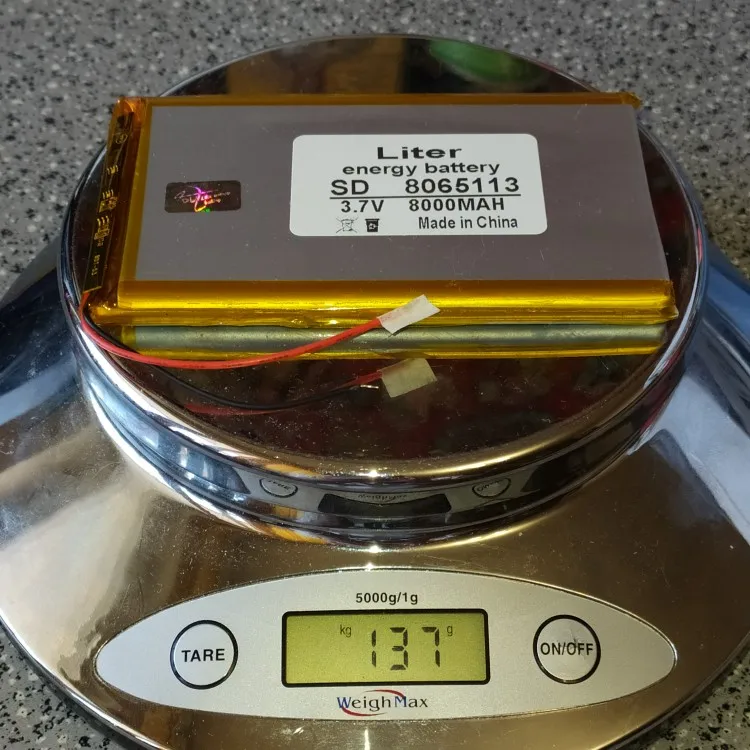 Liter
energy battery
SD 8065113
3.7V 8000MAH
Made in China
5000g/1g
TARE
kg 137 g
ON/OFF
WeighMax